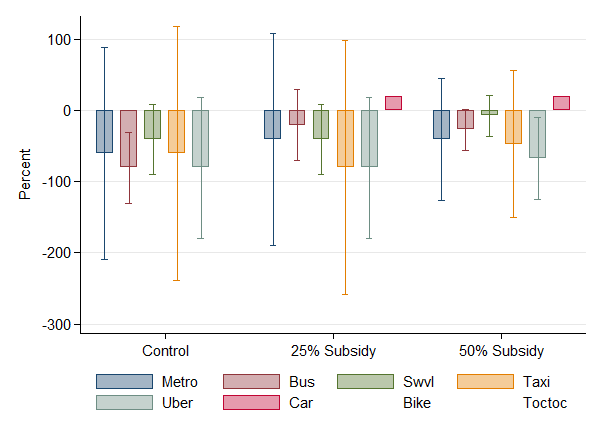 100
0
-100
-200
-300
Percent
Control 25% Subsidy 50% Subsidy
Metro Bus Swvl Taxi
Uber Car Bike Toctoc